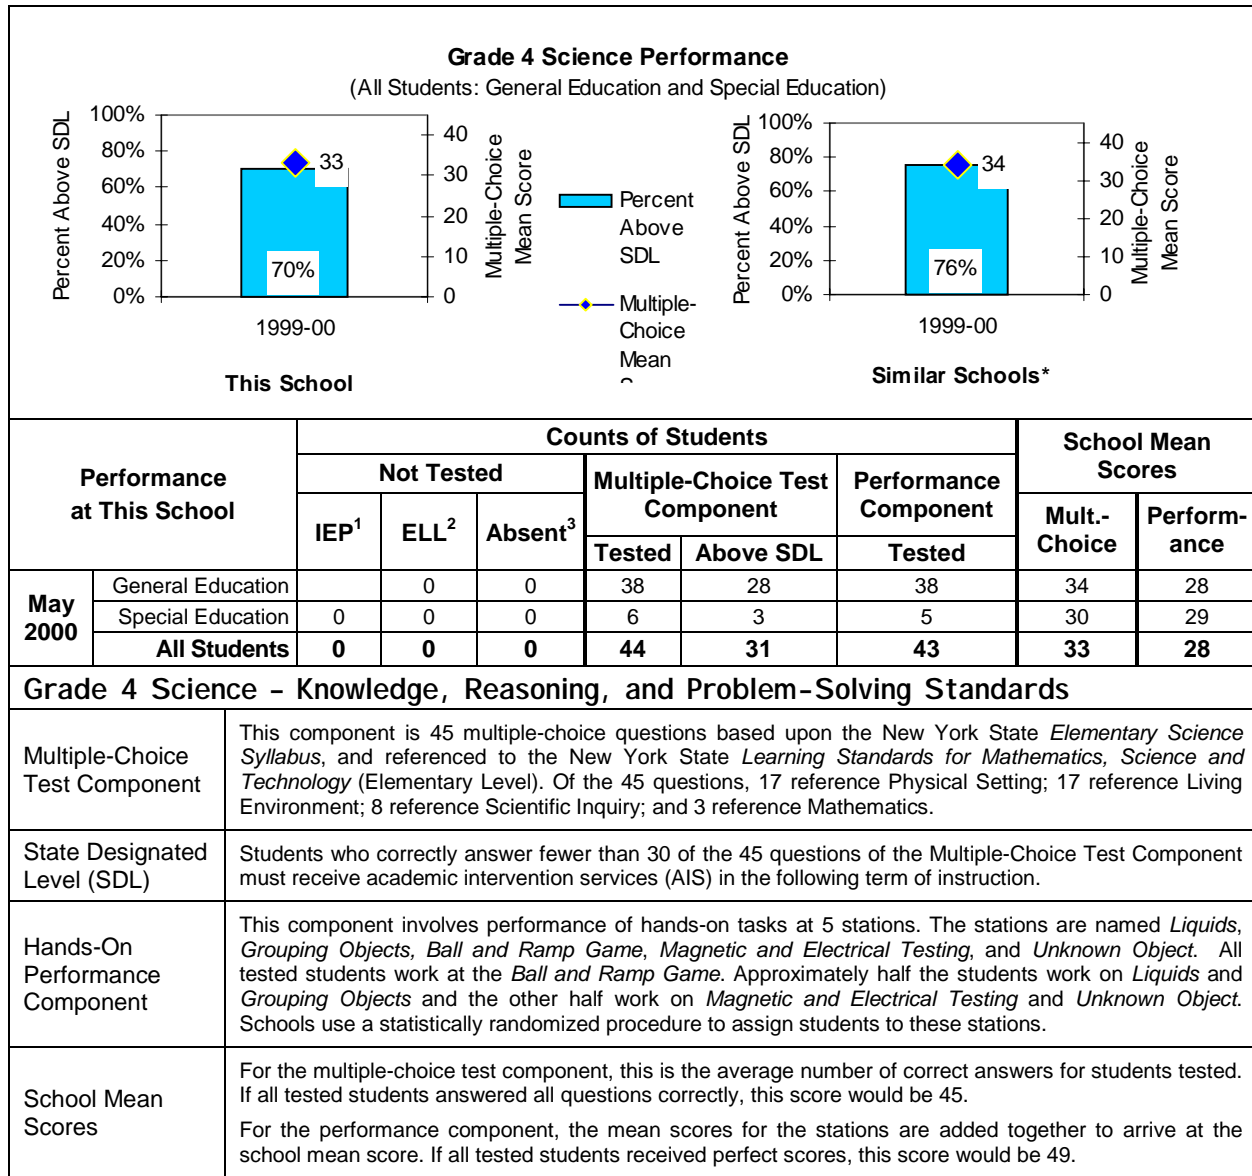 Grade 4 Science Performance
(All Students: General Education and Special Education)
Percent Above SDL
100%
80%
60%
40%
20%
0%
33
70%
40
30
20
10
0
Multiple-Choice
Mean Score
1999-00
This School
Percent
Above
SDL
Multiple-
Choice
Mean
Percent Above SDL
100%
80%
60%
40%
20%
0%
34
76%
40
30
20
10
0
Multiple-Choice
Mean Score
1999-00
Similar Schools*
Performance
at This School
Counts of Students
School Mean
Scores
Not Tested
Multiple-Choice Test
Component
Performance
Component
IEP1
ELL2
Absent3
Tested
Above SDL
Tested
Mult.-
Choice
Perform-
ance
May
2000
General Education 0 0 38 28 38 34 28
Special Education 0 0 0 6 3 5 30 29
All Students 0 0 0 44 31 43 33 28
Grade 4 Science – Knowledge, Reasoning, and Problem-Solving Standards
Multiple-Choice
Test Component
This component is 45 multiple-choice questions based upon the New York State Elementary Science
Syllabus, and referenced to the New York State Learning Standards for Mathematics, Science and
Technology (Elementary Level). Of the 45 questions, 17 reference Physical Setting; 17 reference Living
Environment; 8 reference Scientific Inquiry; and 3 reference Mathematics.
State Designated
Level (SDL)
Students who correctly answer fewer than 30 of the 45 questions of the Multiple-Choice Test Component
must receive academic intervention services (AIS) in the following term of instruction.
Hands-On
Performance
Component
This component involves performance of hands-on tasks at 5 stations. The stations are named Liquids,
Grouping Objects, Ball and Ramp Game, Magnetic and Electrical Testing, and Unknown Object. All
tested students work at the Ball and Ramp Game. Approximately half the students work on Liquids and
Grouping Objects and the other half work on Magnetic and Electrical Testing and Unknown Object.
Schools use a statistically randomized procedure to assign students to these stations.
School Mean
Scores
For the multiple-choice test component, this is the average number of correct answers for students tested.
If all tested students answered all questions correctly, this score would be 45.
For the performance component, the mean scores for the stations are added together to arrive at the
school mean score. If all tested students received perfect scores, this score would be 49.